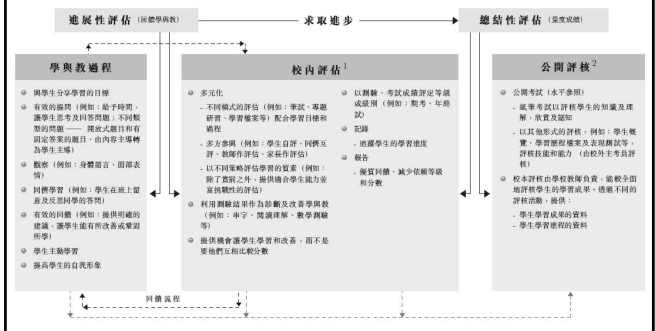 進展性評估 (回饋學與教)
求取進步
總結性評估 (量度成績)
學與教過程
與學生分享學習的目標
有效的提問（例如：給予時間，
讓學生思考及回答問題；不同類
型的問題 —— 開放式題目和有
固定答案的題目、由內容主導轉
為學生主導）
觀察（例如：身體語言、面部表
情）
同儕學習（例如：學生在班上留
意及反思同學的答問）
有效的回饋（例如：提供明確的
建議，讓學生能有所改善或鞏固
所學）
學生主動學習
提高學生的自我形象
校內評估1
多元化
- 不同模式的評估（例如：筆試、專題
研習、學習檔案等）配合學習目標和
過程
- 多方參與（例如：學生自評、同儕互
評、教師作評估、家長作評估）
- 以不同策略評估學習的質素（例如：
除了賞展之外，提供適合學生能力並
富挑戰性的評估）
利用測驗結果作為診斷及改善學與教
（例如：串字、閱讀理解、數學測驗
等）
提供機會讓學生學習和改善，而不是
要他們互相比較分數
以測驗、考試成績評定等級
或級別（例如：期考、年終
試）
記錄
- 追蹤學生的學習進度
報告
- 優質回饋，減少依賴等級
和分數
公開評核2
公開考試（水平參照）
- 紙筆考試以評核學生的知識及理
解，欣賞及認知
- 以其他形式的評核，例如：學生概
覽、學習歷程檔案及表現測試等，
評核技能和能力 （由校外主考員評
核）
校本評核由學校教師負責，能較全面
地評核學生的學習成果。透過不同的
評核活動，提供：
- 學生學習成果的資料
- 學生學習進程的資料
回饋流程